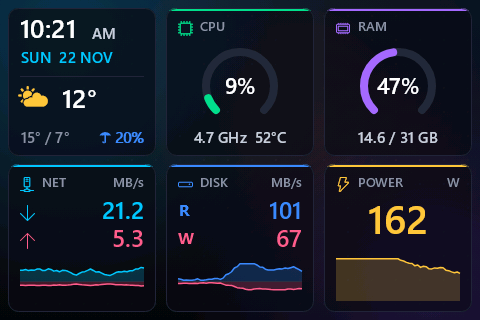 10:21 AM
SUN 22 NOV
12°
15° / 7° 20%
CPU
9%
4.7 GHz 52°C
RAM
47%
14.6 / 31 GB
NET MB/s
21.2
5.3
DISK MB/s
R 101
W 67
POWER W
162